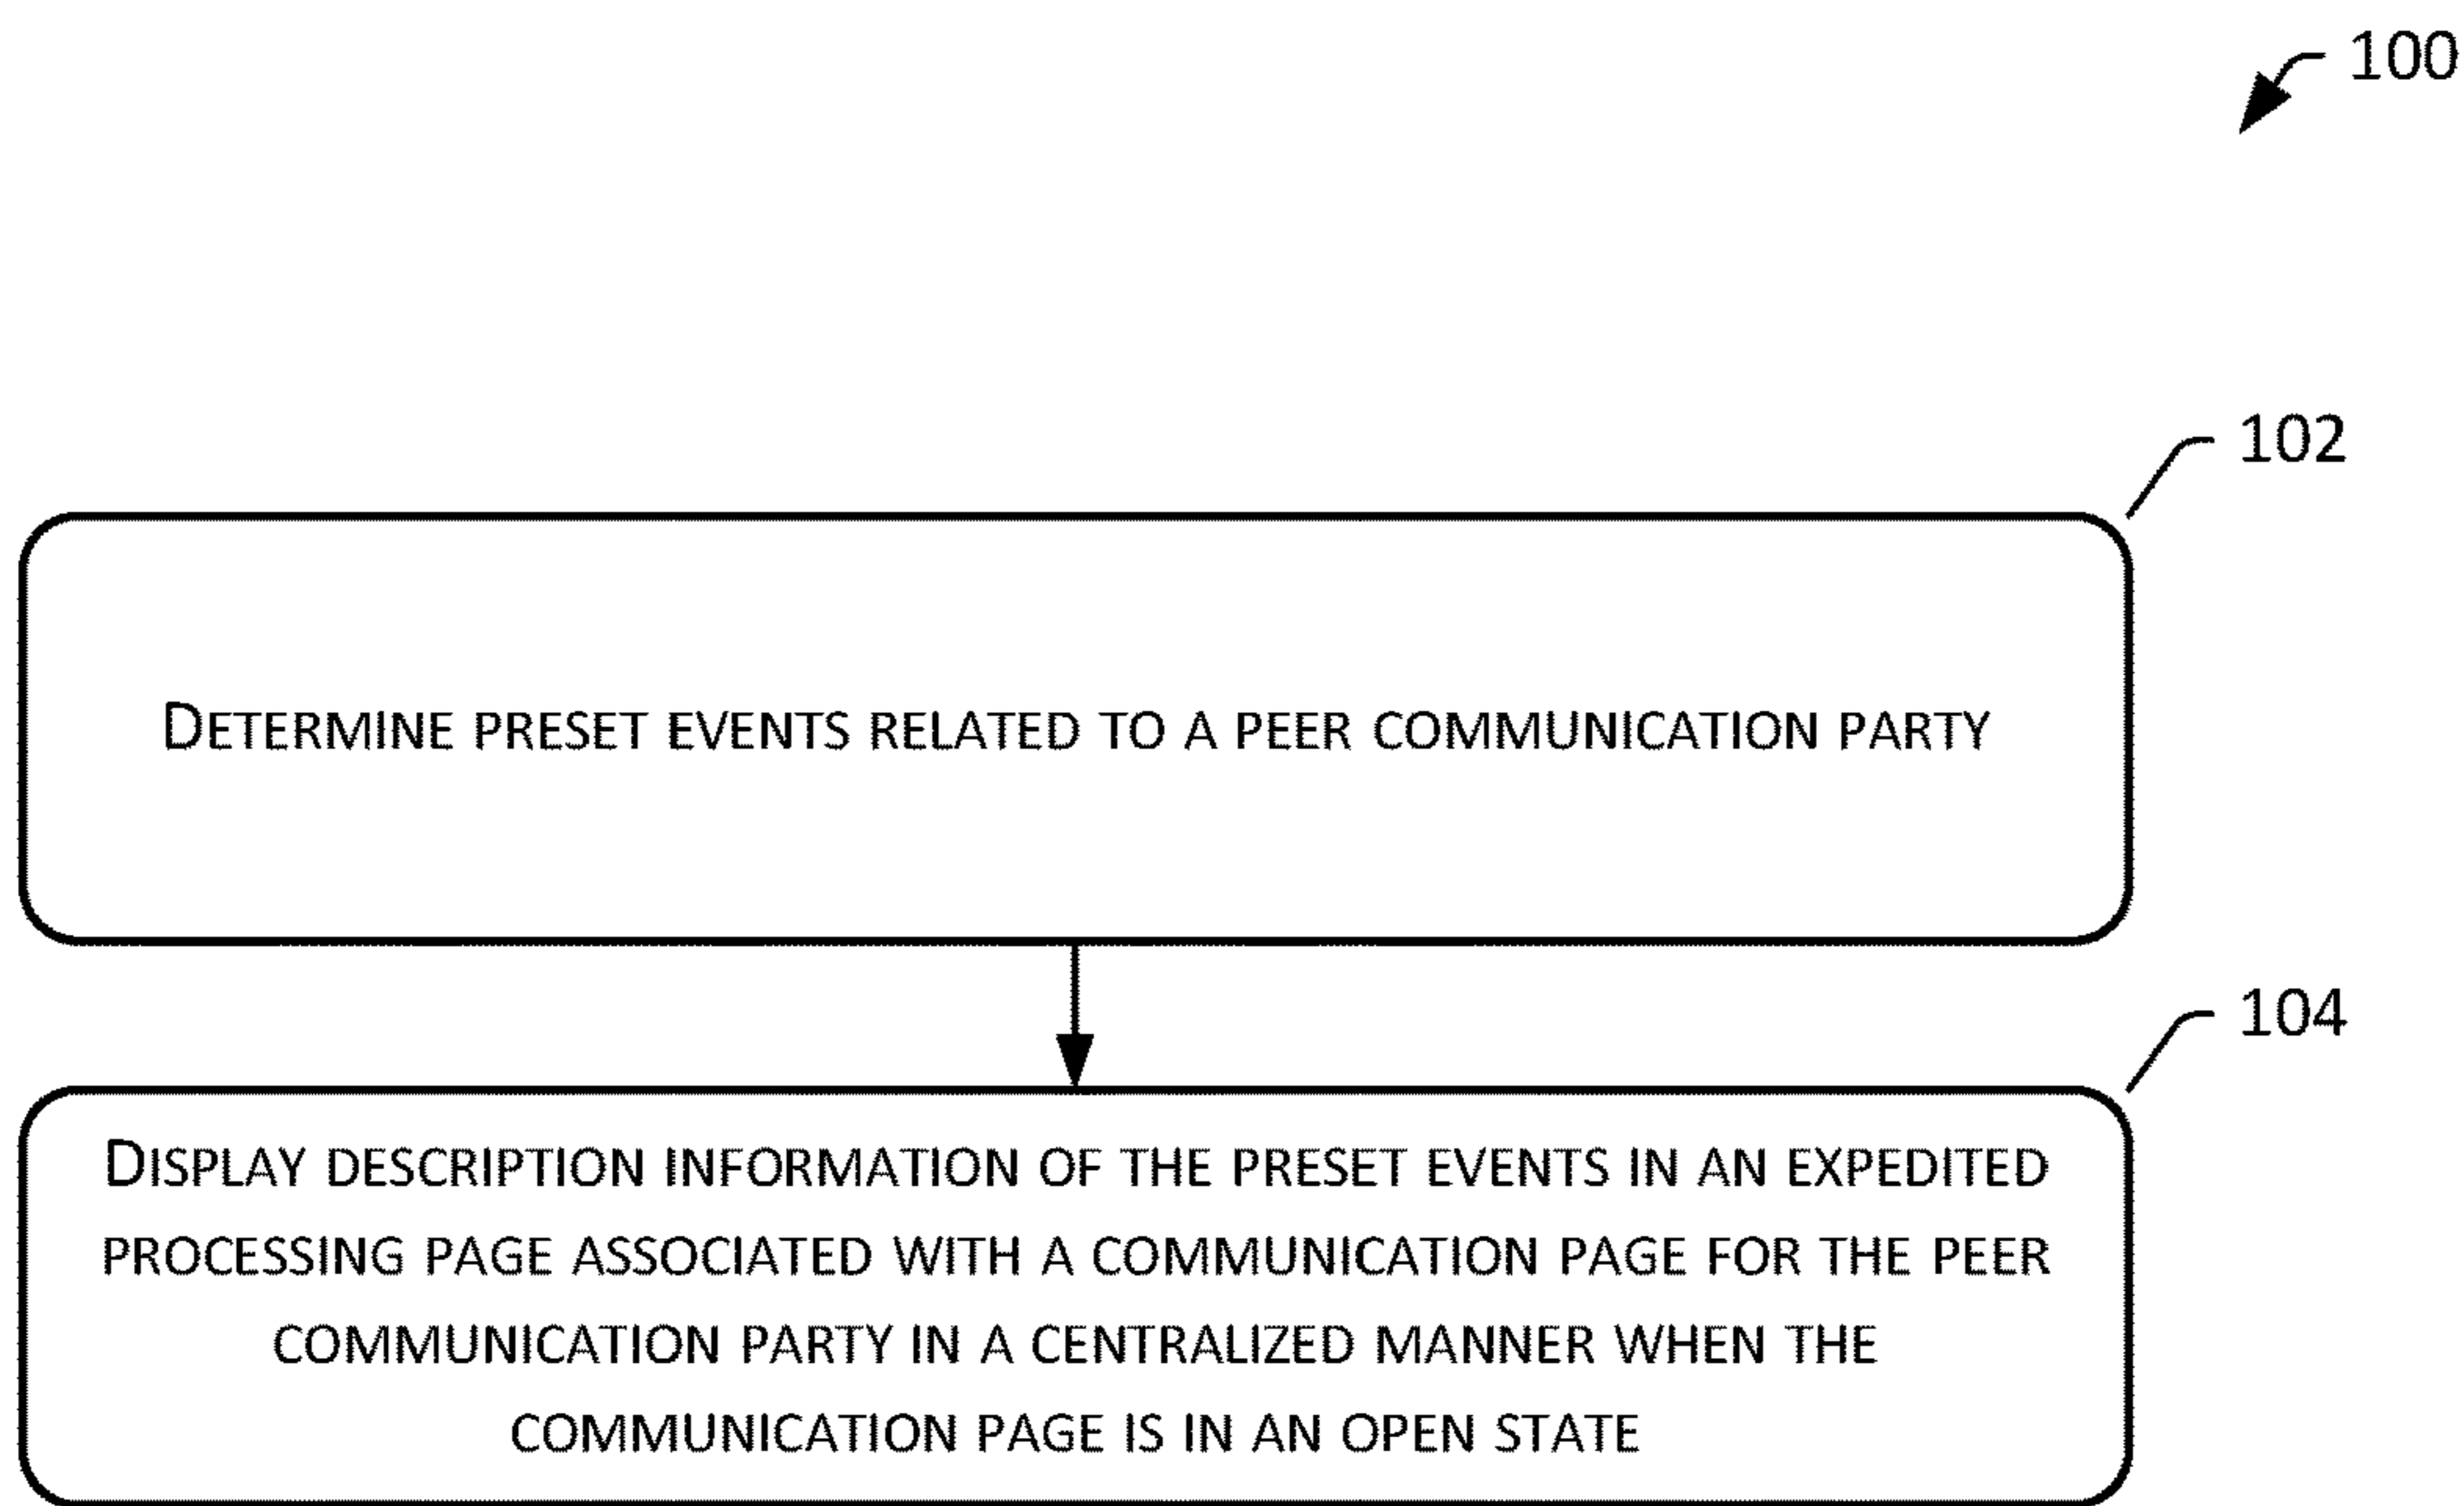 100
102
DETERMINE PRESET EVENTS RELATED TO A PEER COMMUNICATION PARTY
104
DISPLAY DESCRIPTION INFORMATION OF THE PRESET EVENTS IN AN EXPEDITED
PROCESSING PAGE ASSOCIATED WITH A COMMUNICATION PAGE FOR THE PEER
COMMUNICATION PARTY IN A CENTRALIZED MANNER WHEN THE
COMMUNICATION PAGE IS IN AN OPEN STATE